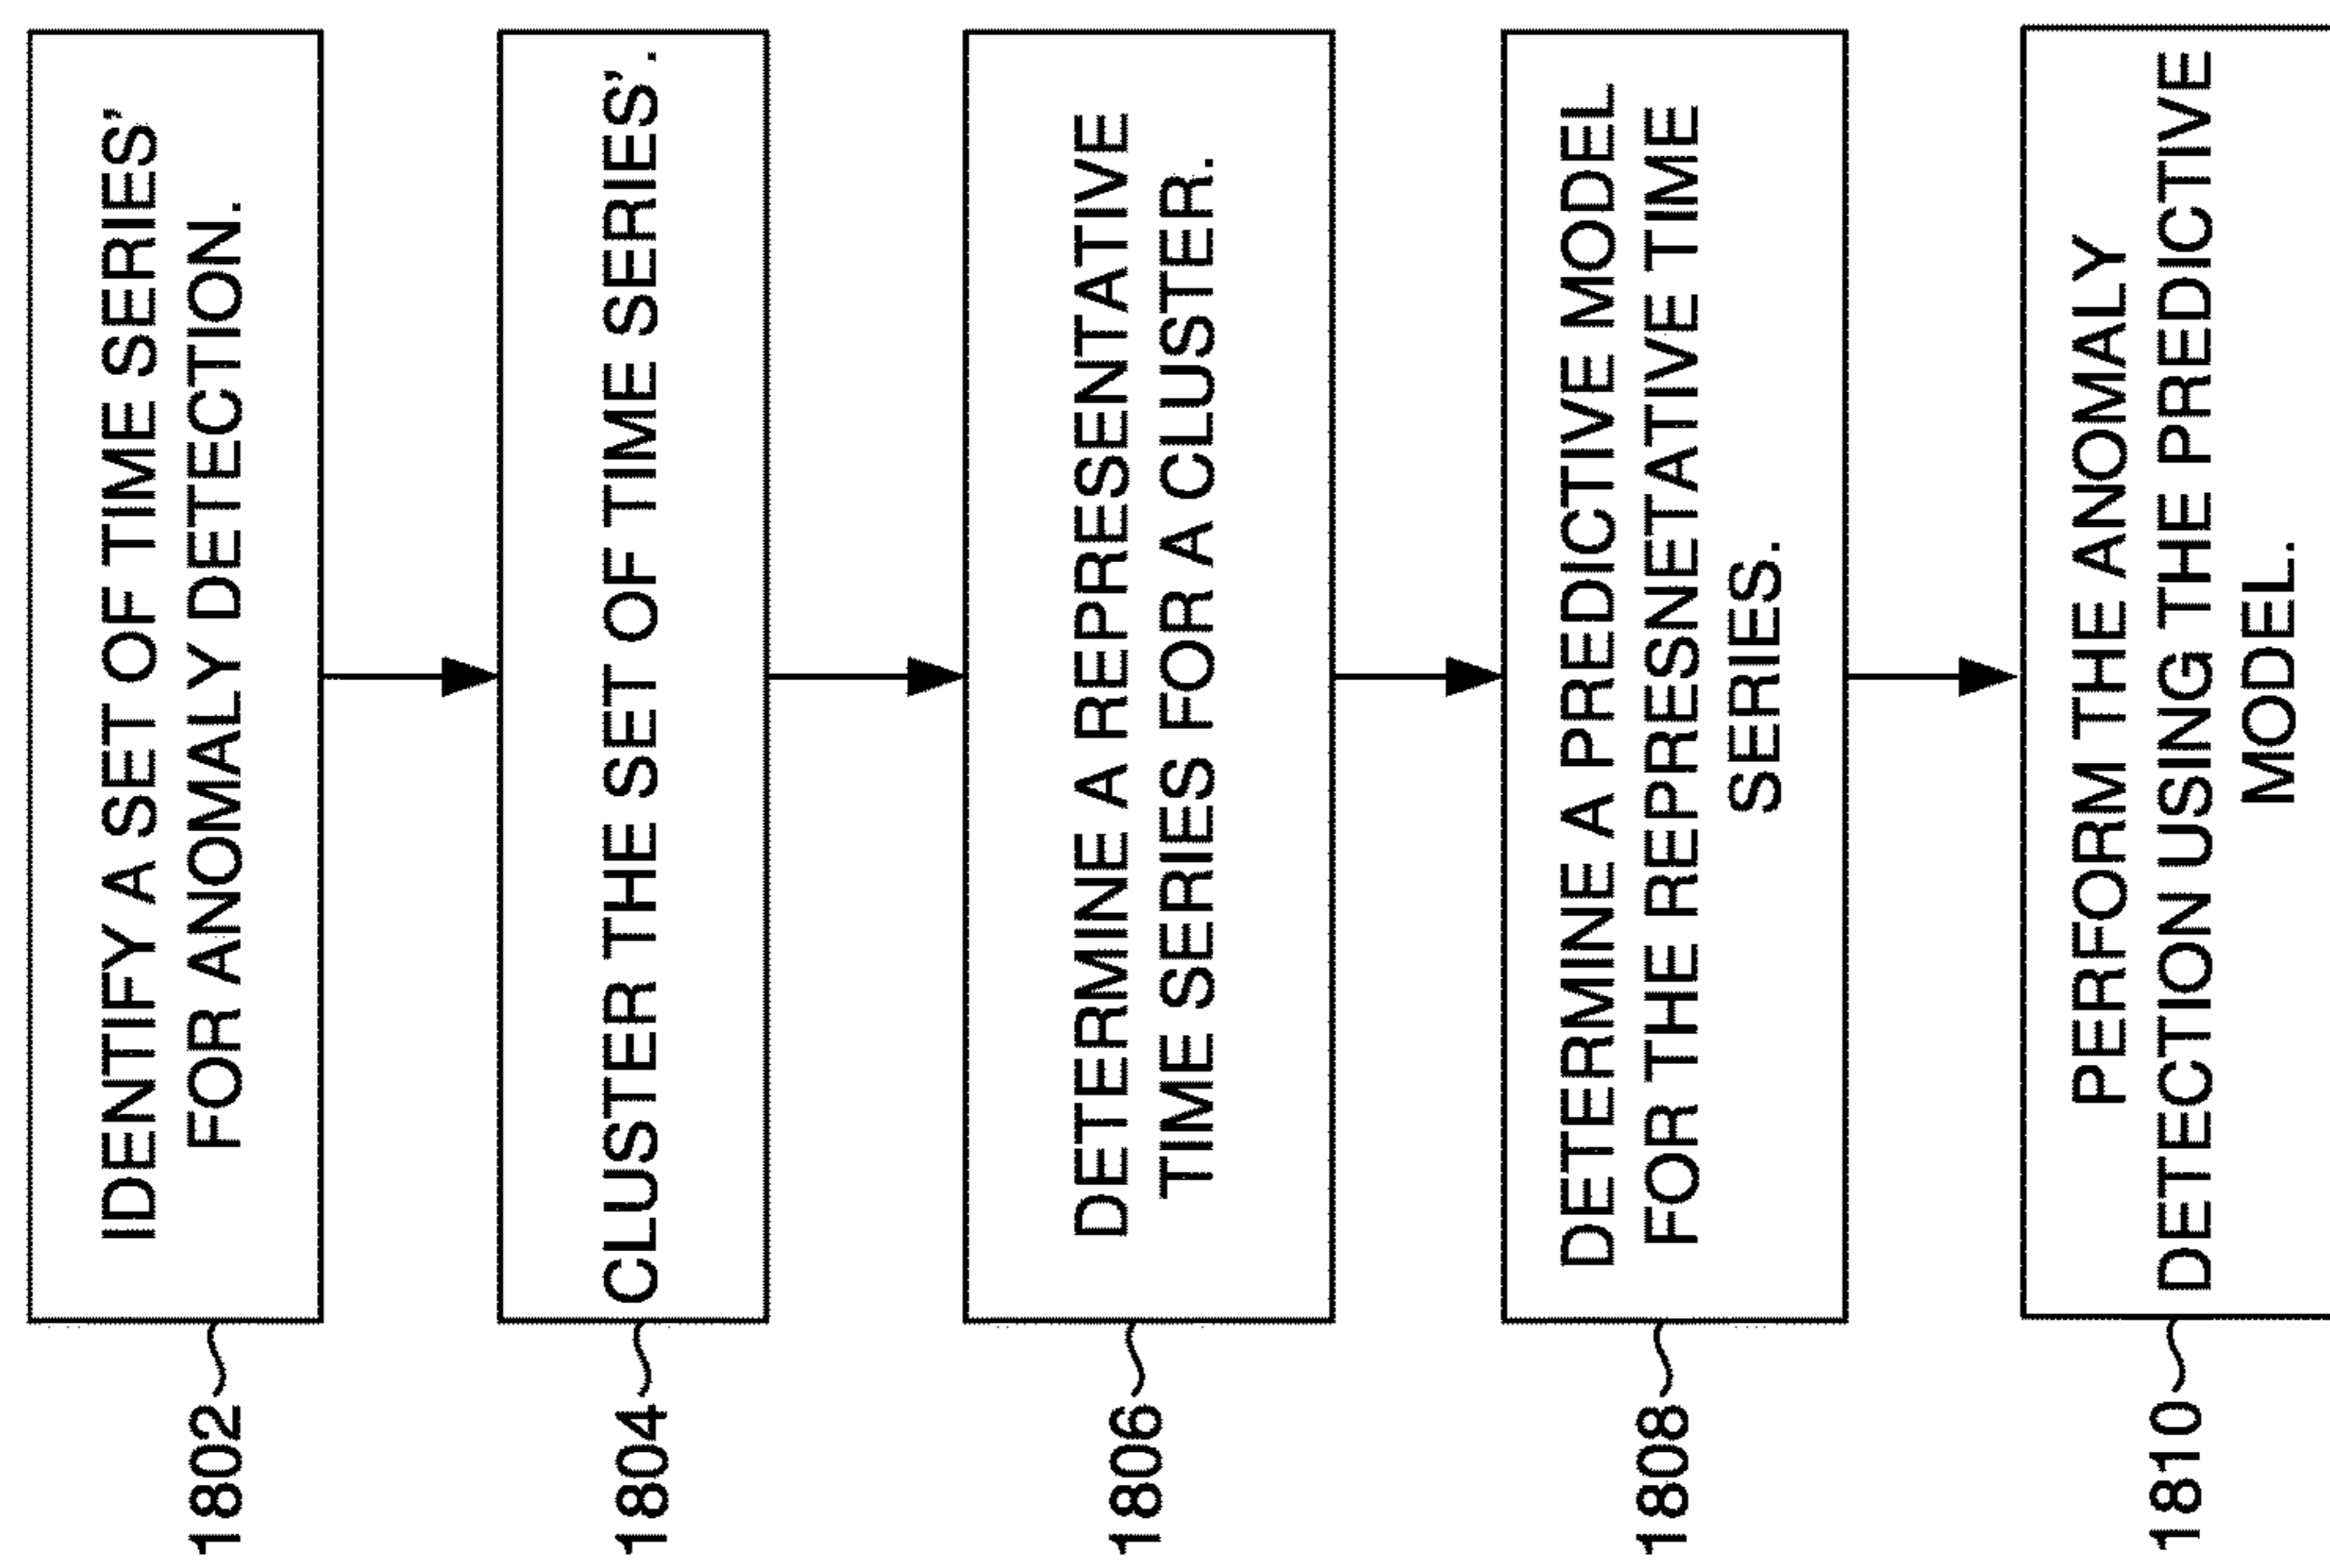 IDENTIFY A SET OF TIME SERIES'
FOR ANOMALY DETECTION.
1802
CLUSTER THE SET OF TIME SERIES'.
1804
DETERMINE A REPRESENTATIVE
TIME SERIES FOR A CLUSTER.
1806
DETERMINE A PREDICTIVE MODEL
FOR THE REPRESNETATIVE TIME
SERIES.
1808
PERFORM THE ANOMALY
DETECTION USING THE PREDICTIVE
MODEL.
1810